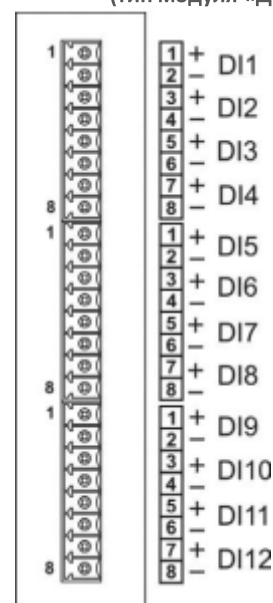 (тип модуля «Д
1 1 + DI1
2 −
3 + DI2
4 −
5 + DI3
6 −
7 + DI4
8 8 −
1 1 + DI5
2 −
3 + DI6
4 −
5 + DI7
6 −
7 + DI8
8 8 −
1 1 + DI9
2 −
3 + DI10
4 −
5 + DI11
6 −
7 + DI12
8 8 −